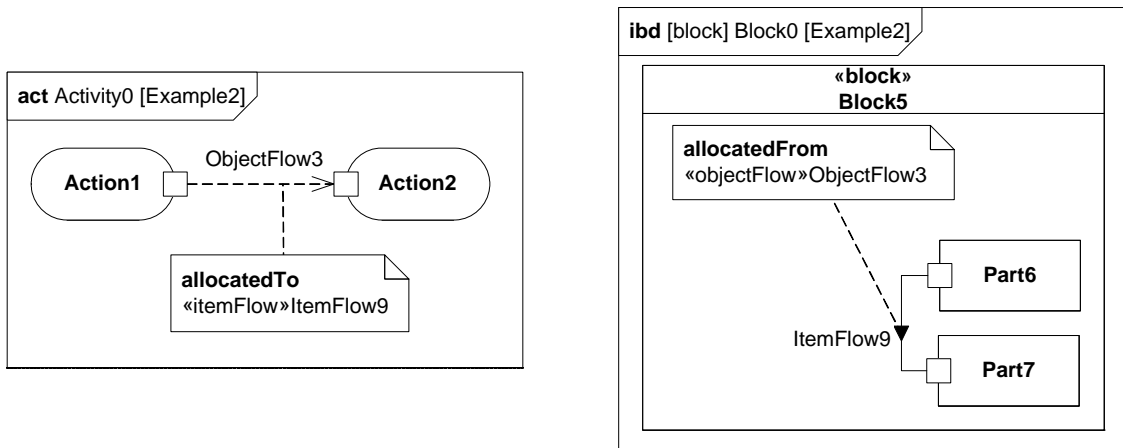 act Activity0 [Example2]
ObjectFlow3
Action1
Action2
allocatedTo
«itemFlow»ItemFlow9
ibd [block] Block0 [Example2]
«block»
Block5
allocatedFrom
«objectFlow»ObjectFlow3
Part6
ItemFlow9
Part7